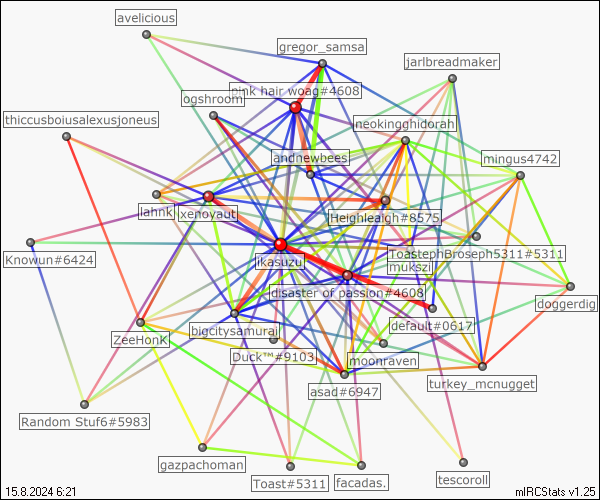 avelicious
gregor_samsa
jarlbreadmaker
pink hair woag#4608
ogshroom
thiccusboiusalexusjoneus
neokingghidorah
andnewbees
mingus4742
lahnk
xenovaut
Heighleaigh#8575
ToastephBroseph5311#5311
Knowun#6424
jkasuzu
mukszi
disaster of passion#4608
doggerdig
default#0617
bigcitysamurai
ZeeHonK
Duck™#9103
moonraven
turkey_mcnugget
asad#6947
Random Stuf6#5983
gazpachoman
Toast#5311
facadas.
tescoroll
15.8.2024 6:21
mIRCStats v1.25